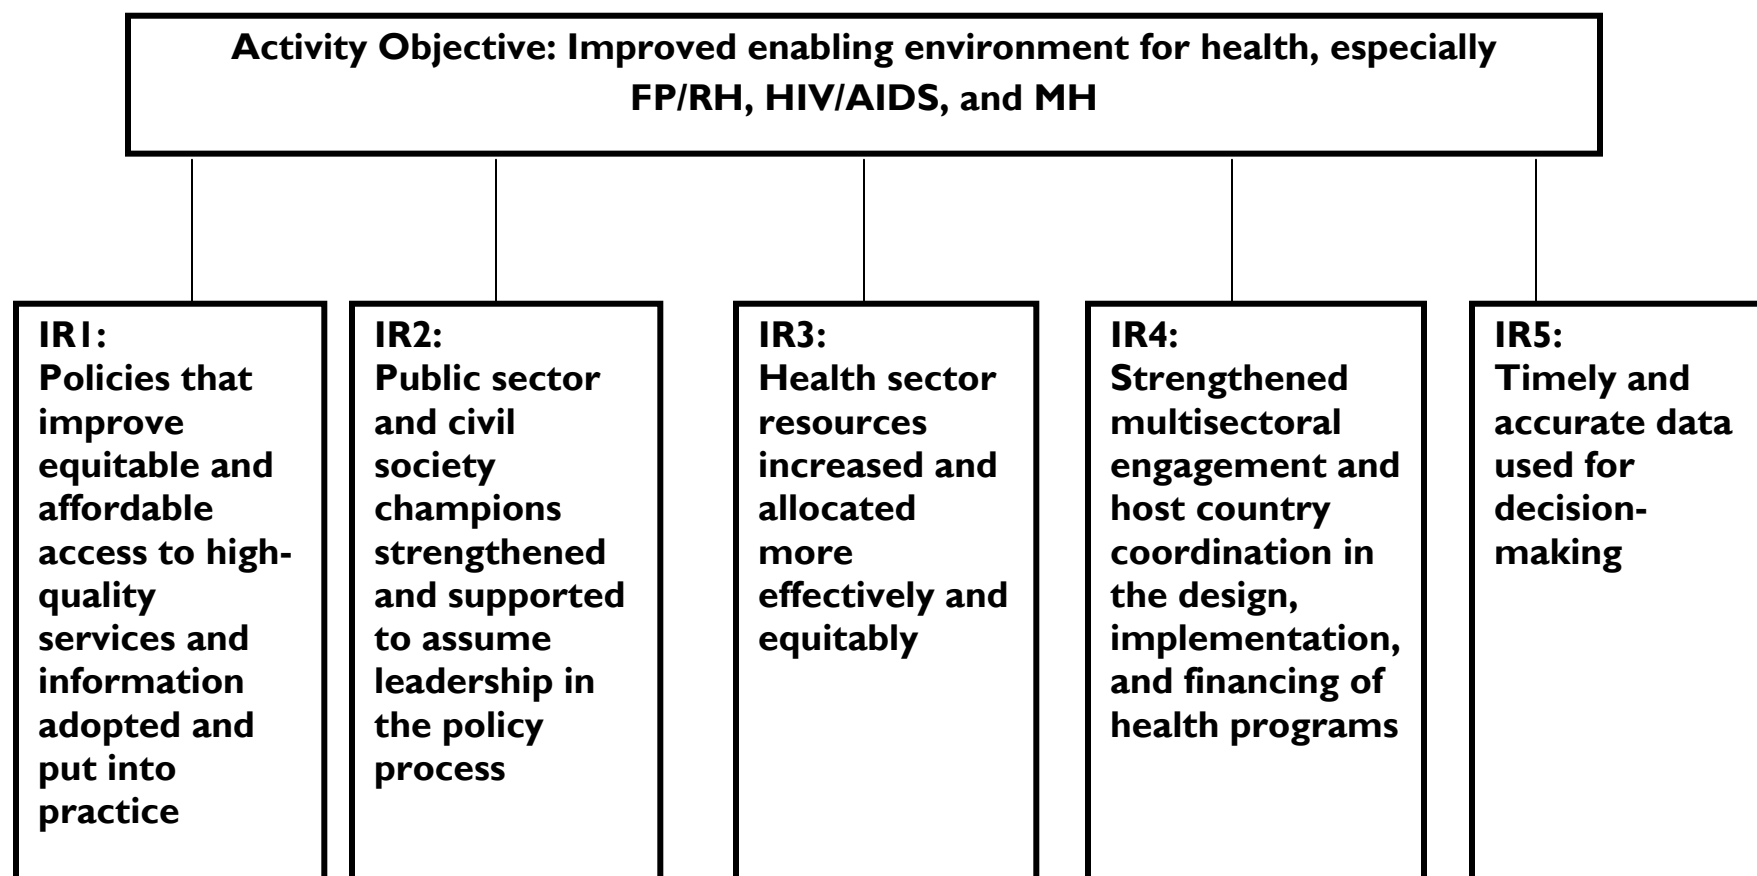 Activity Objective: Improved enabling environment for health, especially
FP/RH, HIV/AIDS, and MH
IR1:
Policies that
improve
equitable and
affordable
access to high-
quality
services and
information
adopted and
put into
practice
IR2:
Public sector
and civil
society
champions
strengthened
and supported
to assume
leadership in
the policy
process
IR3:
Health sector
resources
increased and
allocated
more
effectively and
equitably
IR4:
Strengthened
multisectoral
engagement and
host country
coordination in
the design,
implementation,
and financing of
health programs
IR5:
Timely and
accurate data
used for
decision-
making